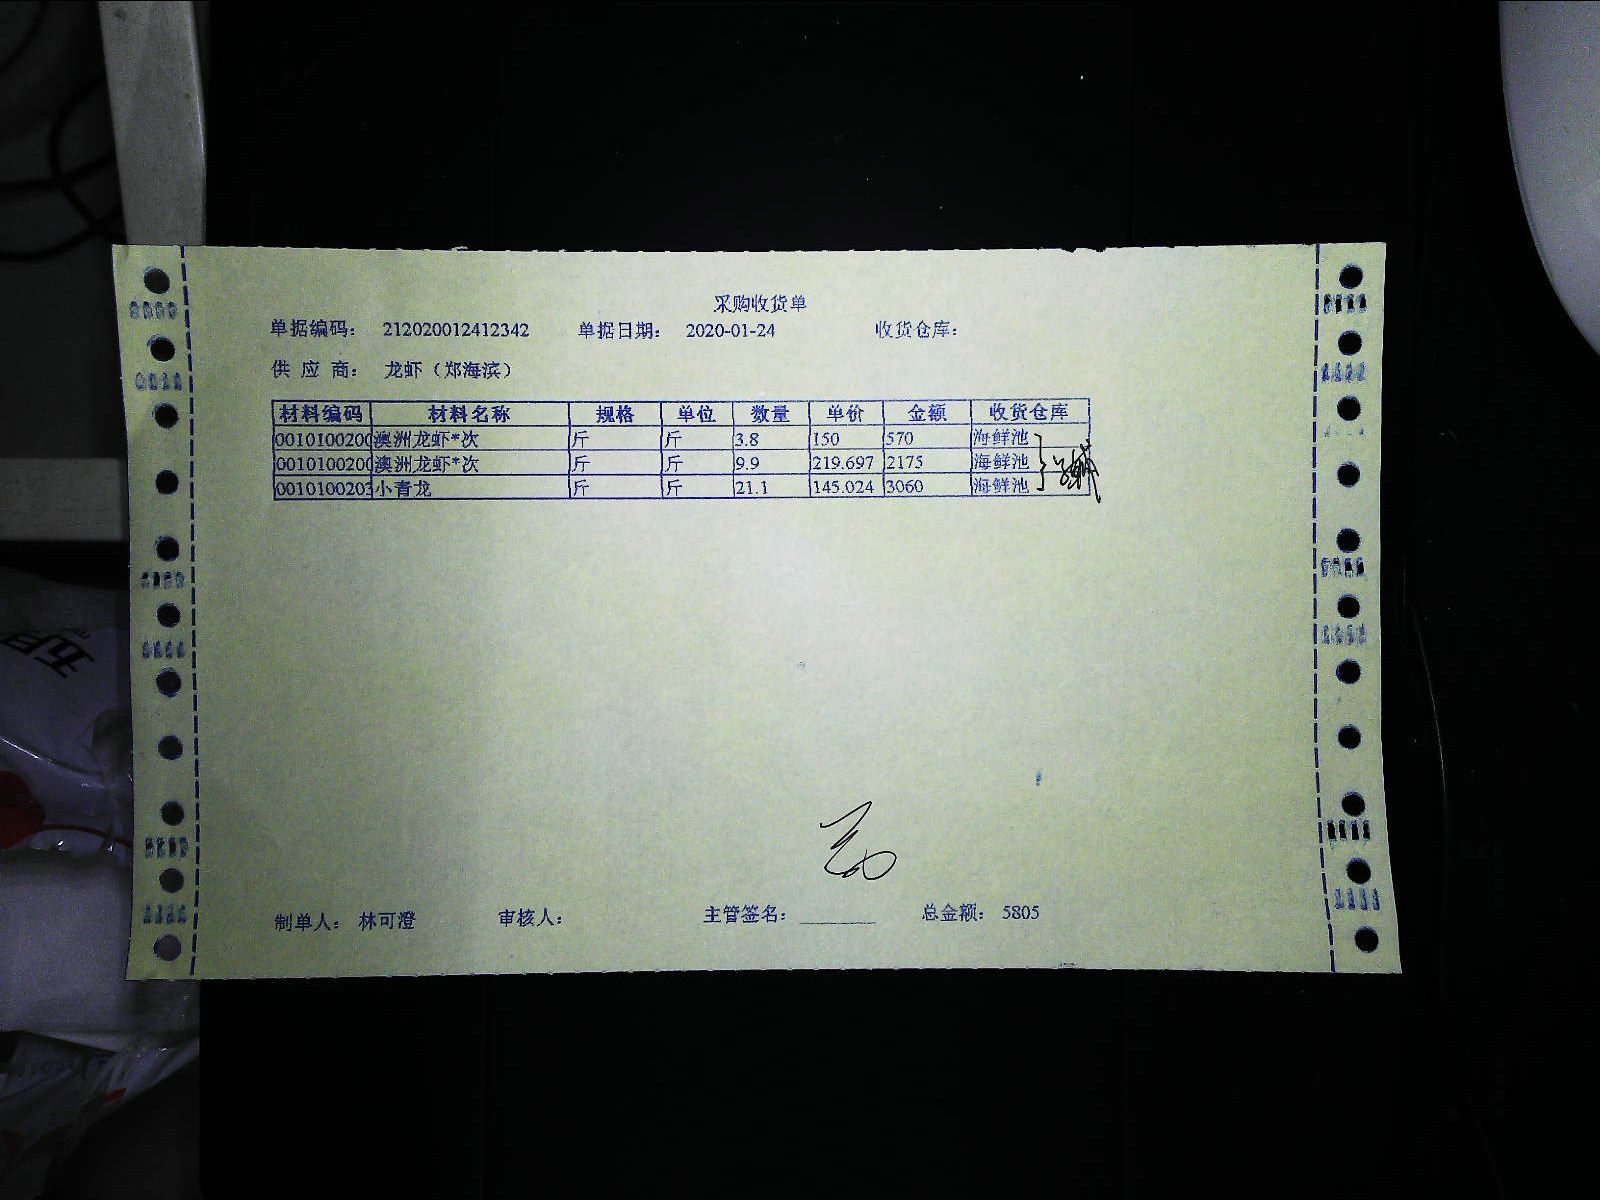 采购收货单
单据编码： 212020012412342 单据日期： 2020-01-24 收货仓库：
供 应 商： 龙虾（郑海滨）
材料编码 材料名称 规格 单位 数量 单价 金额 收货仓库
0010100200 澳洲龙虾*次 斤 斤 3.8 150 570 海鲜池
0010100200 澳洲龙虾*次 斤 斤 9.9 219.697 2175 海鲜池
0010100203 小青龙 斤 斤 21.1 145.024 3060 海鲜池
制单人： 林可澄 审核人： 主管签名： 总金额： 5805